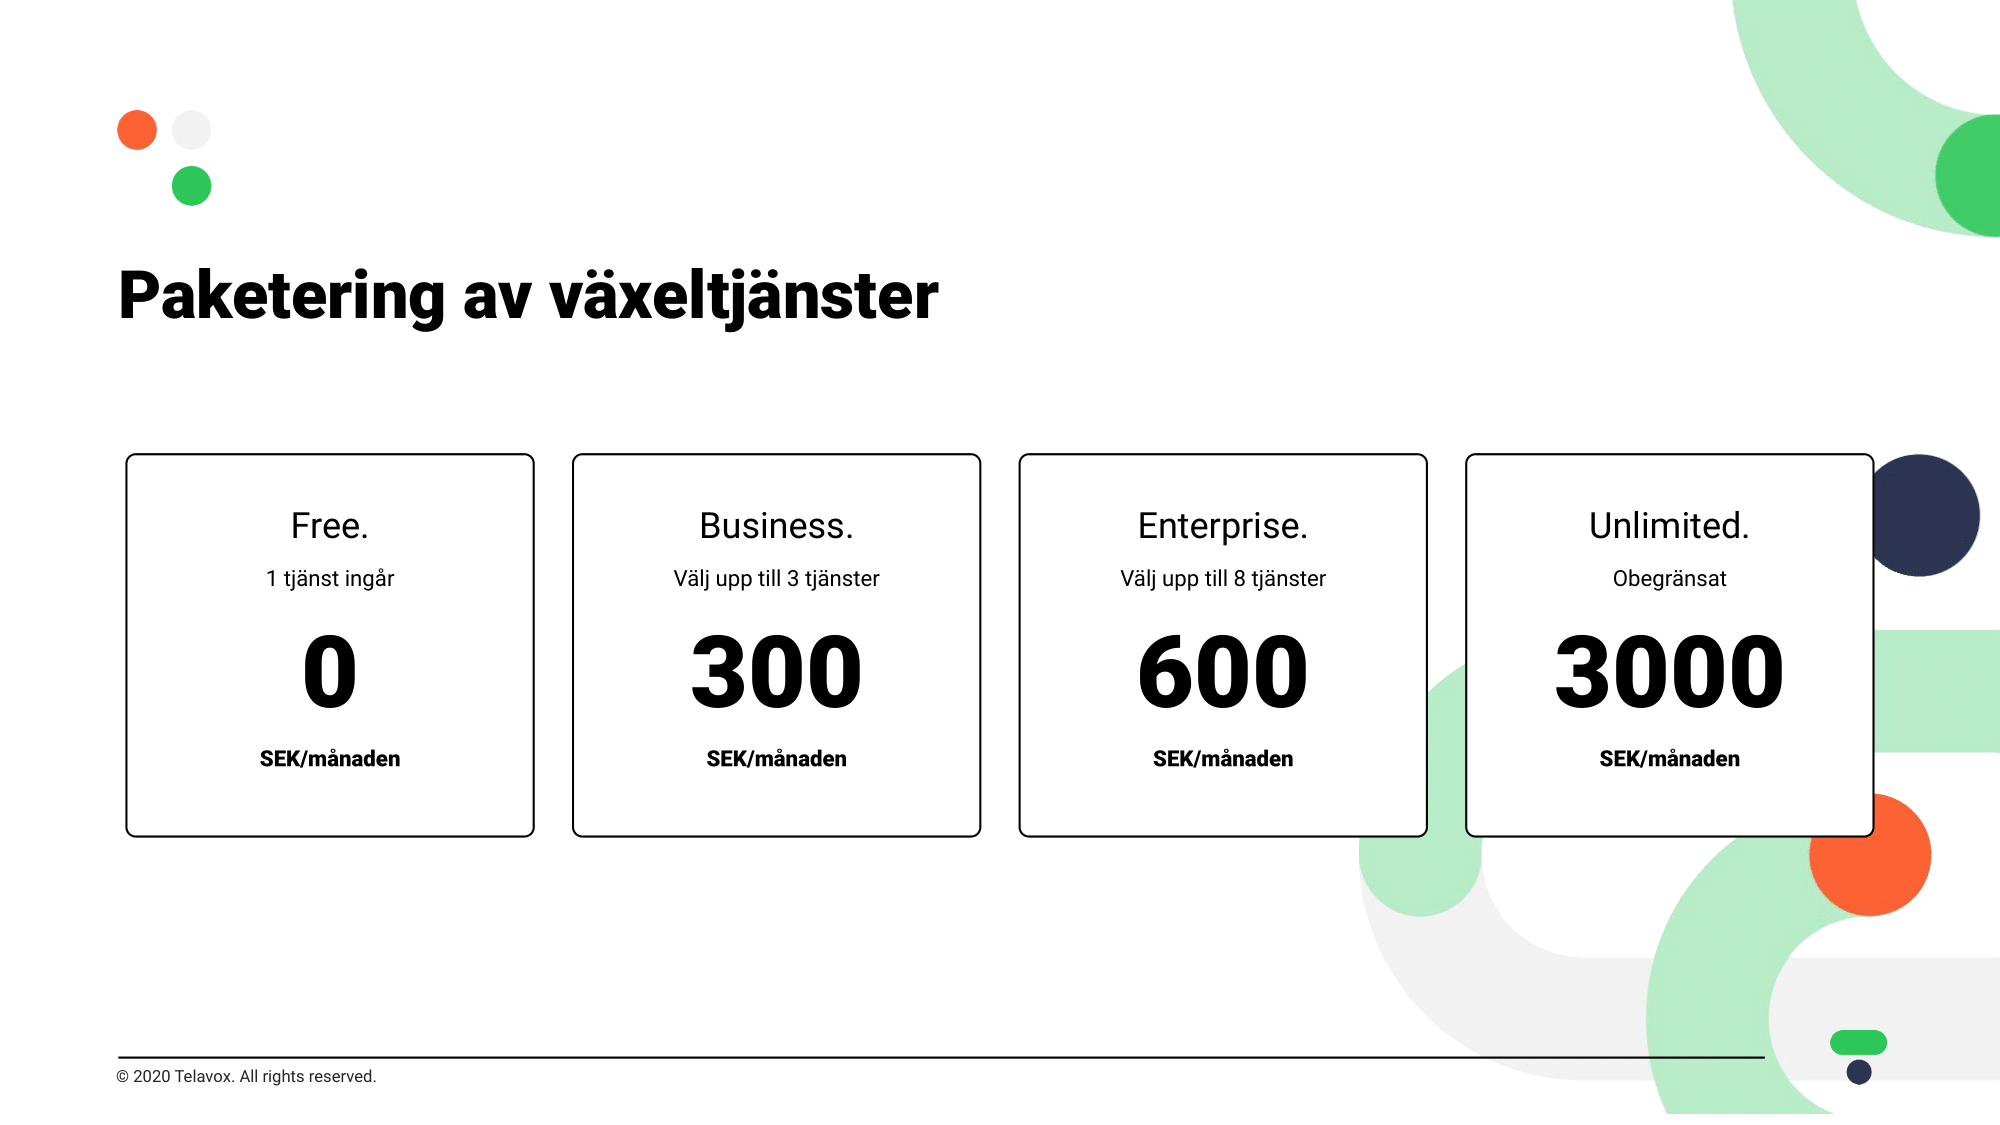 Paketering av växeltjänster
Free.
1 tjänst ingår
0
SEK/månaden
Business.
Välj upp till 3 tjänster
300
SEK/månaden
Enterprise.
Välj upp till 8 tjänster
600
SEK/månaden
Unlimited.
Obegränsat
3000
SEK/månaden
© 2020 Telavox. All rights reserved.